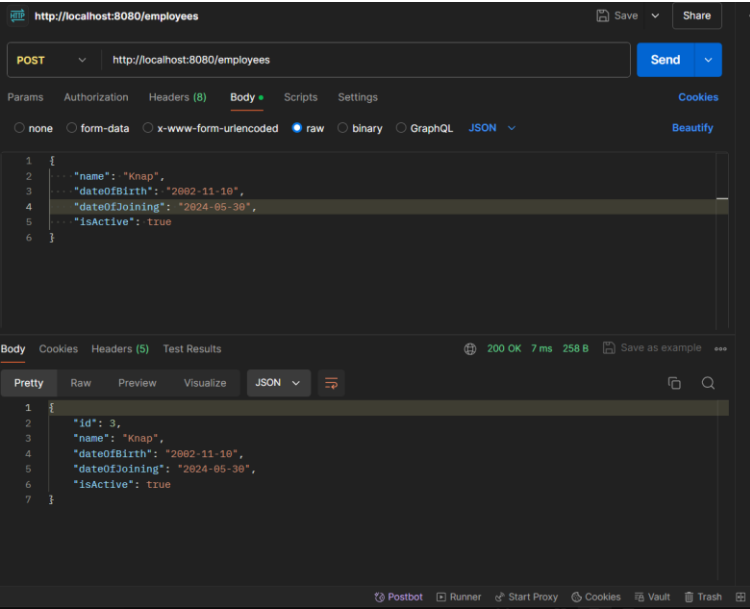 HTTP http://localhost:8080/employees Save Share
POST http://localhost:8080/employees Send
Params Authorization Headers (8) Body Scripts Settings Cookies
none form-data x-www-form-urlencoded raw binary GraphQL JSON Beautify
1 {
2 "name": "Knap",
3 "dateOfBirth": "2002-11-10",
4 "dateOfJoining": "2024-05-30",
5 "isActive": true
6 }
Body Cookies Headers (5) Test Results 200 OK 7 ms 258 B Save as example
Pretty Raw Preview Visualize JSON
1 {
2 "id": 3,
3 "name": "Knap",
4 "dateOfBirth": "2002-11-10",
5 "dateOfJoining": "2024-05-30",
6 "isActive": true
7 }
Postbot Runner Start Proxy Cookies Vault Trash